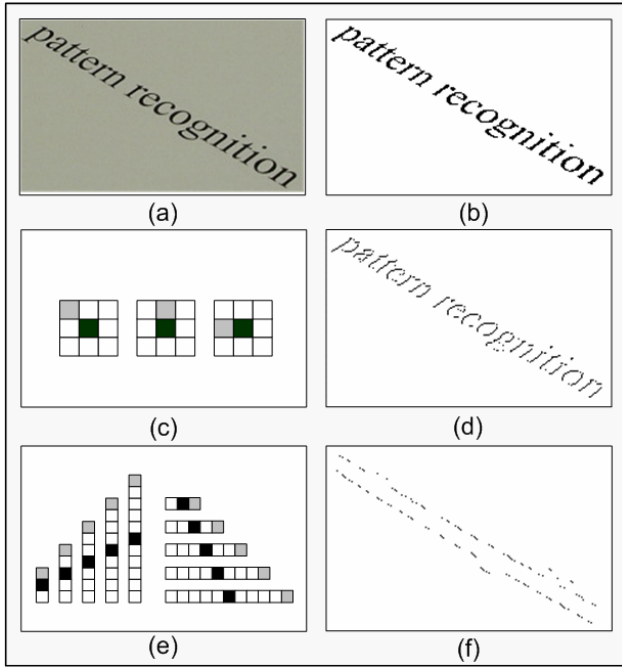 pattern recognition
pattern recognition
(a)
(b)
pattern recognition
(c)
(d)
(e)
(f)